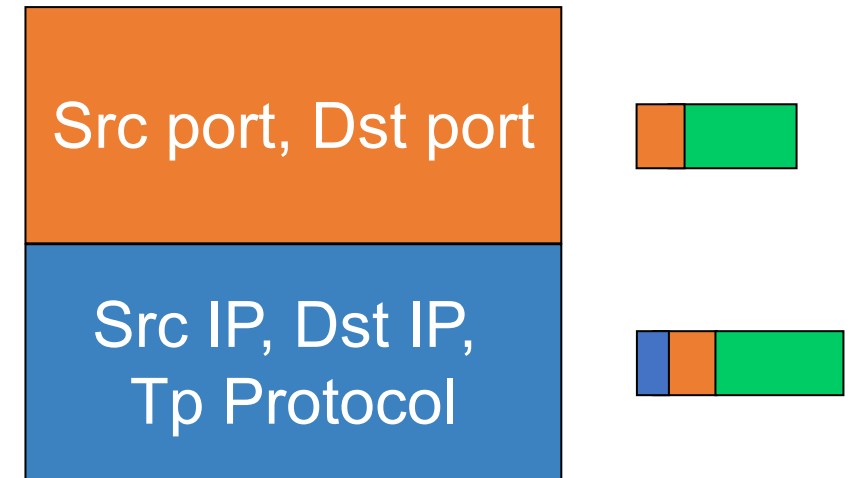 Src port, Dst port
Src IP, Dst IP,
Tp Protocol